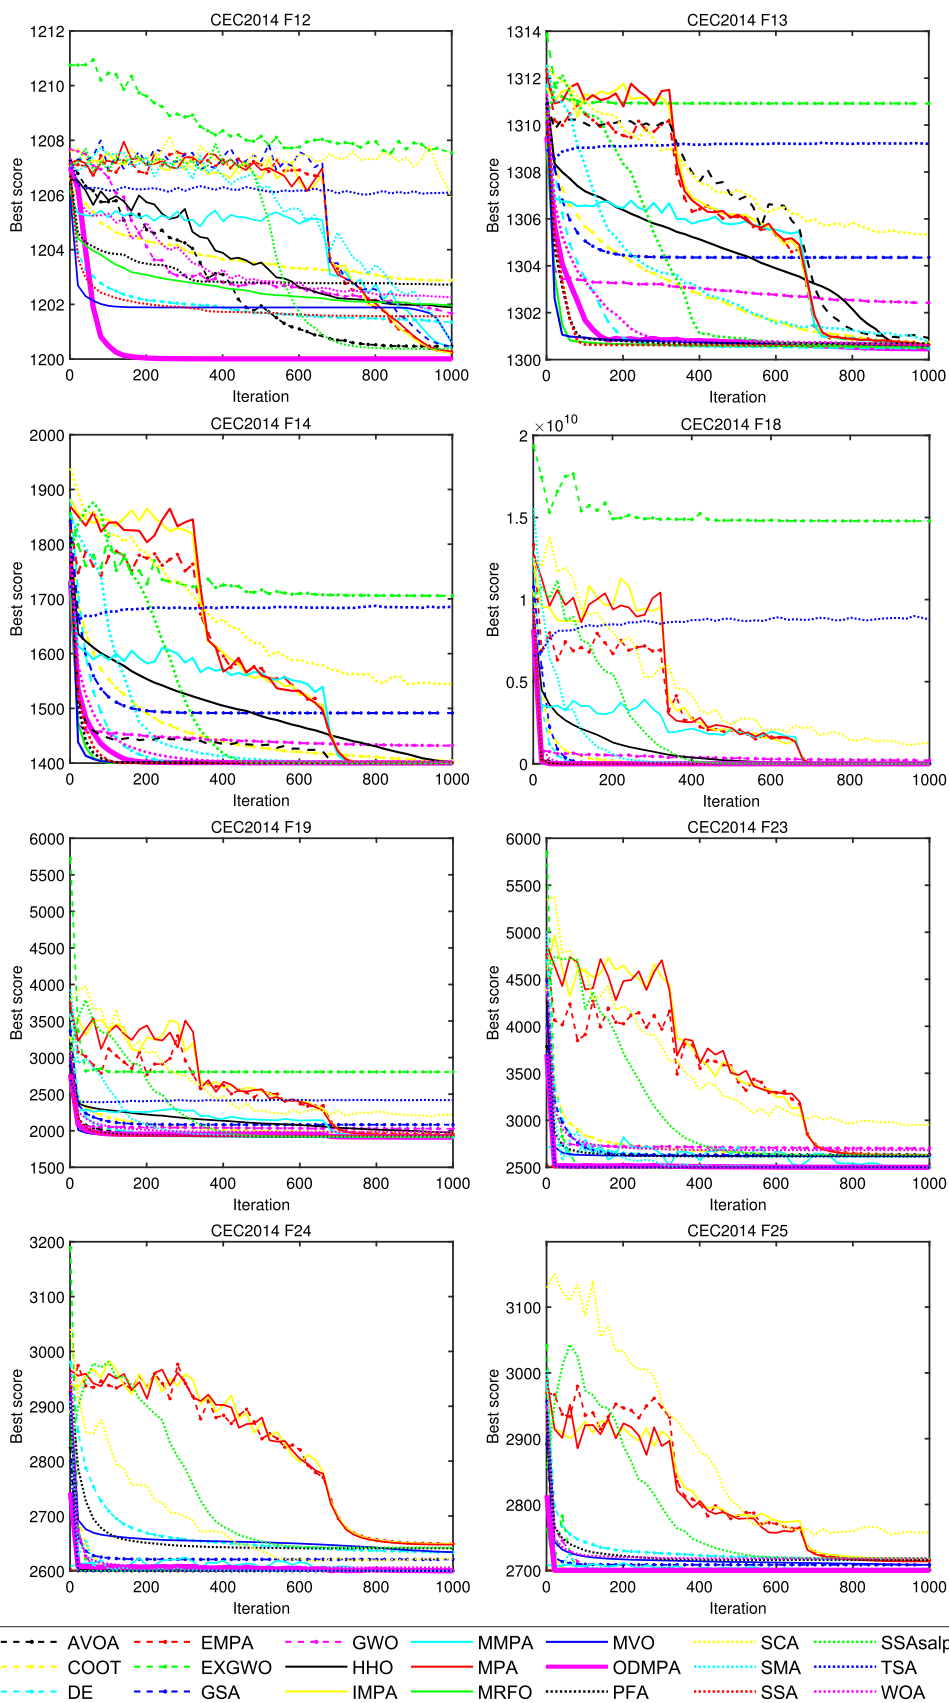 CEC2014 F12
1212
1210
1208
1206
1204
1202
1200
Best score
0 200 400 600 800 1000
Iteration
CEC2014 F13
1314
1312
1310
1308
1306
1304
1302
1300
Best score
0 200 400 600 800 1000
Iteration
CEC2014 F14
2000
1900
1800
1700
1600
1500
1400
Best score
0 200 400 600 800 1000
Iteration
CEC2014 F18
×10^10
2
1.5
1
0.5
0
Best score
0 200 400 600 800 1000
Iteration
CEC2014 F19
6000
5500
5000
4500
4000
3500
3000
2500
2000
1500
Best score
0 200 400 600 800 1000
Iteration
CEC2014 F23
6000
5500
5000
4500
4000
3500
3000
2500
Best score
0 200 400 600 800 1000
Iteration
CEC2014 F24
3200
3100
3000
2900
2800
2700
2600
Best score
0 200 400 600 800 1000
Iteration
CEC2014 F25
3100
3000
2900
2800
2700
Best score
0 200 400 600 800 1000
Iteration
AVOA EMPA GWO MMPA MVO SCA SSAsalp
COOT EXGWO HHO MPA ODMPA SMA TSA
DE GSA IMPA MRFO PFA SSA WOA